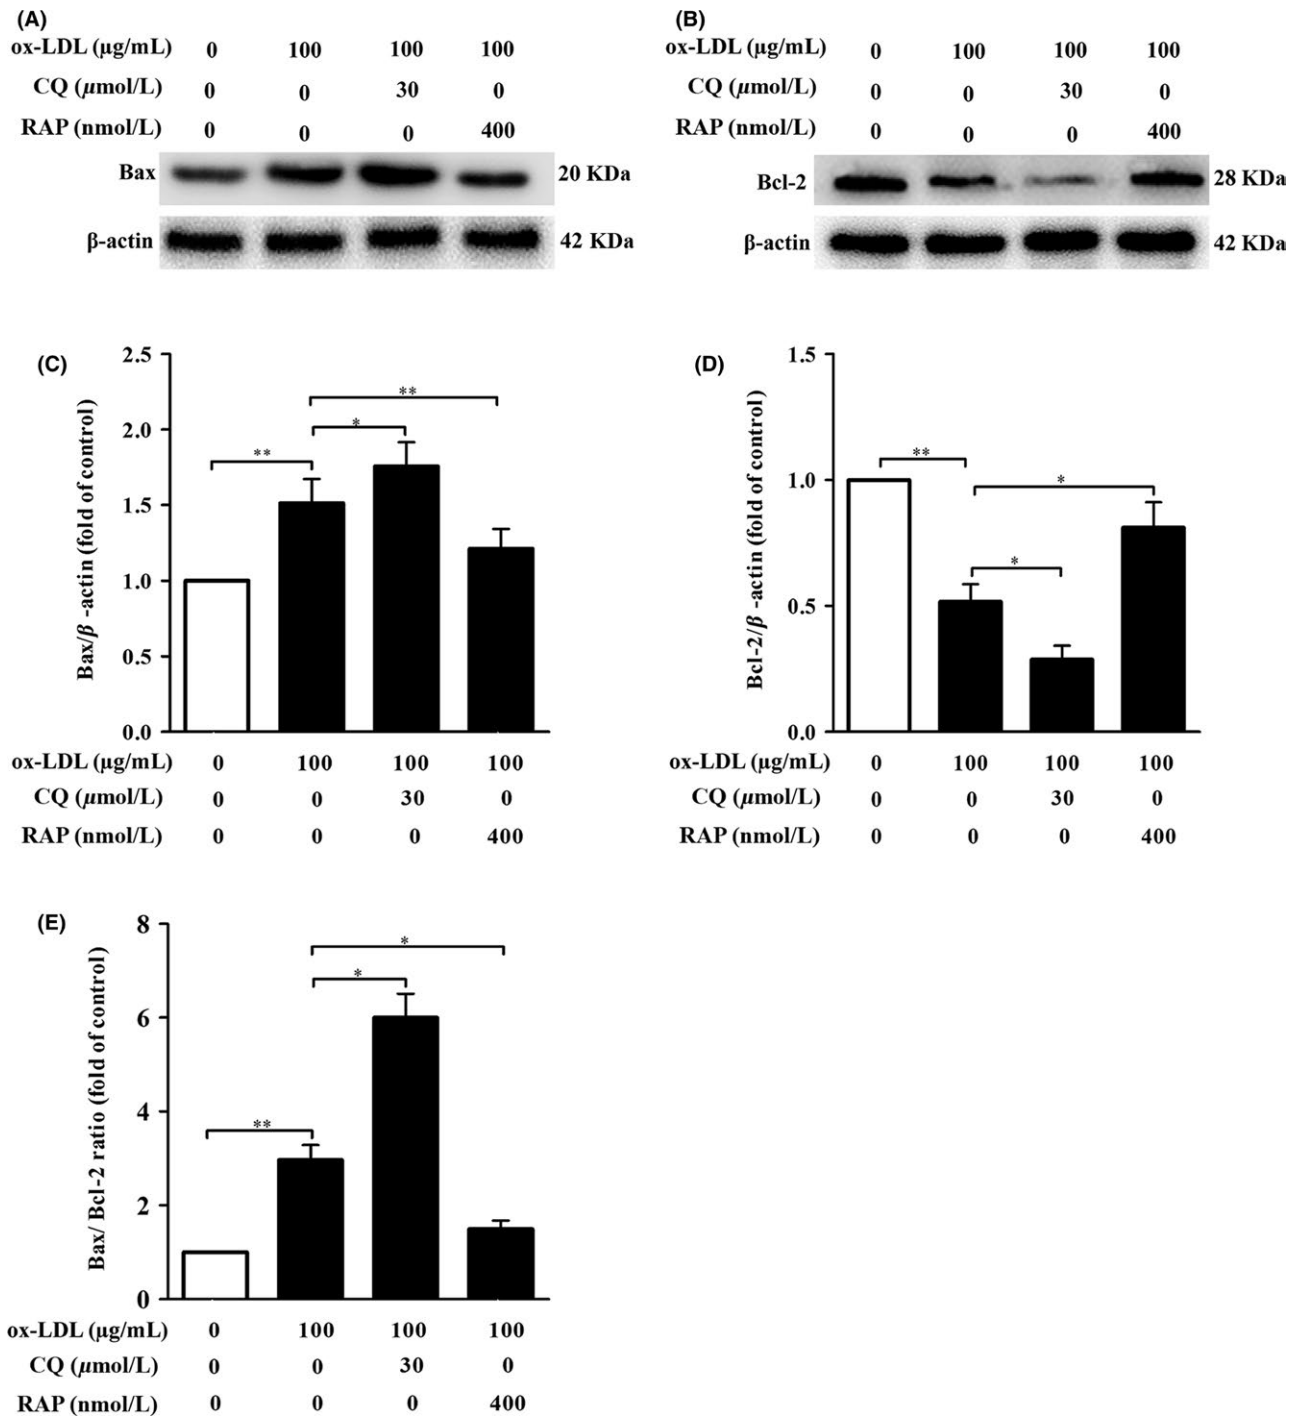 (A)
ox-LDL (µg/mL) 0 100 100 100
CQ (µmol/L) 0 0 30 0
RAP (nmol/L) 0 0 0 400
Bax 20 KDa
β-actin 42 KDa
(B)
ox-LDL (µg/mL) 0 100 100 100
CQ (µmol/L) 0 0 30 0
RAP (nmol/L) 0 0 0 400
Bcl-2 28 KDa
β-actin 42 KDa
(C)
Bax/β -actin (fold of control)
2.5
2.0
1.5
1.0
0.5
0.0
**
*
**
ox-LDL (µg/mL) 0 100 100 100
CQ (µmol/L) 0 0 30 0
RAP (nmol/L) 0 0 0 400
(D)
Bcl-2/β -actin (fold of control)
1.5
1.0
0.5
0.0
**
*
*
ox-LDL (µg/mL) 0 100 100 100
CQ (µmol/L) 0 0 30 0
RAP (nmol/L) 0 0 0 400
(E)
Bax/ Bcl-2 ratio (fold of control)
8
6
4
2
0
*
*
**
ox-LDL (µg/mL) 0 100 100 100
CQ (µmol/L) 0 0 30 0
RAP (nmol/L) 0 0 0 400